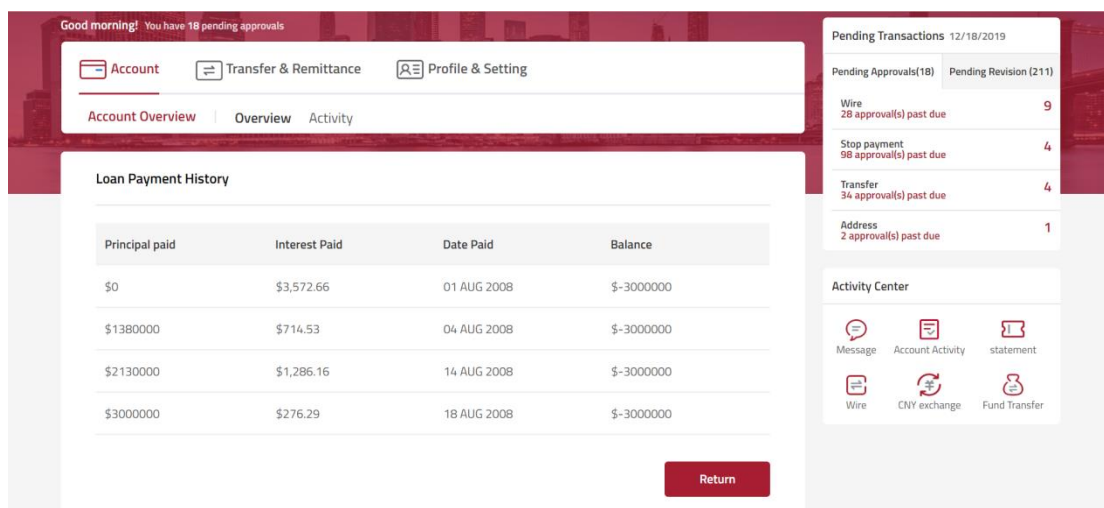 Good morning! You have 18 pending approvals
Account Transfer & Remittance Profile & Setting
Account Overview Overview Activity
Loan Payment History
Principal paid Interest Paid Date Paid Balance
$0 $3,572.66 01 AUG 2008 $-3000000
$1380000 $714.53 04 AUG 2008 $-3000000
$2130000 $1,286.16 14 AUG 2008 $-3000000
$3000000 $276.29 18 AUG 2008 $-3000000
Return
Pending Transactions 12/18/2019
Pending Approvals(18) Pending Revision (211)
Wire 9
28 approval(s) past due
Stop payment 4
98 approval(s) past due
Transfer 4
34 approval(s) past due
Address 1
2 approval(s) past due
Activity Center
Message Account Activity statement
Wire CNY exchange Fund Transfer